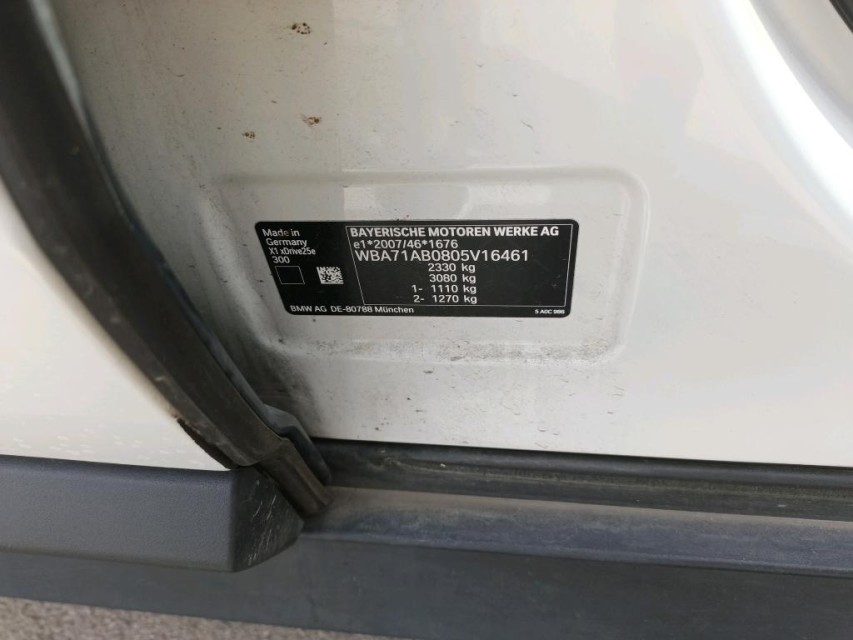 Made in
Germany
X1 xDrive25e
300
BAYERISCHE MOTOREN WERKE AG
e1*2007/46*1676
WBA71AB0805V16461
2330 kg
3080 kg
1- 1110 kg
2- 1270 kg
BMW AG DE-80788 München